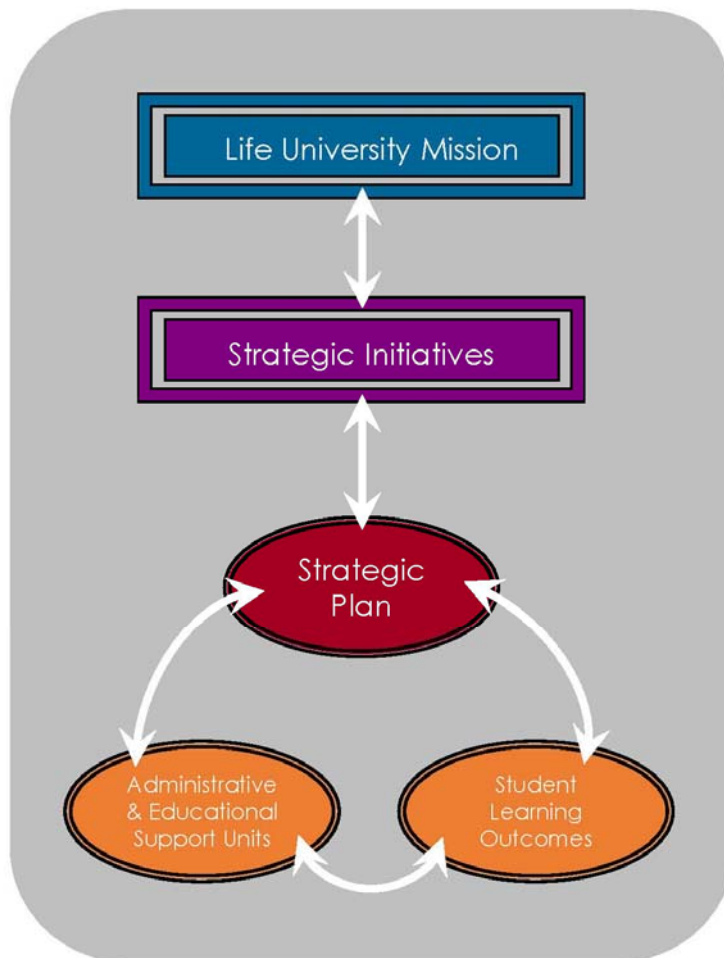 Life University Mission
Strategic Initiatives
Strategic
Plan
Administrative
& Educational
Support Units
Student
Learning
Outcomes